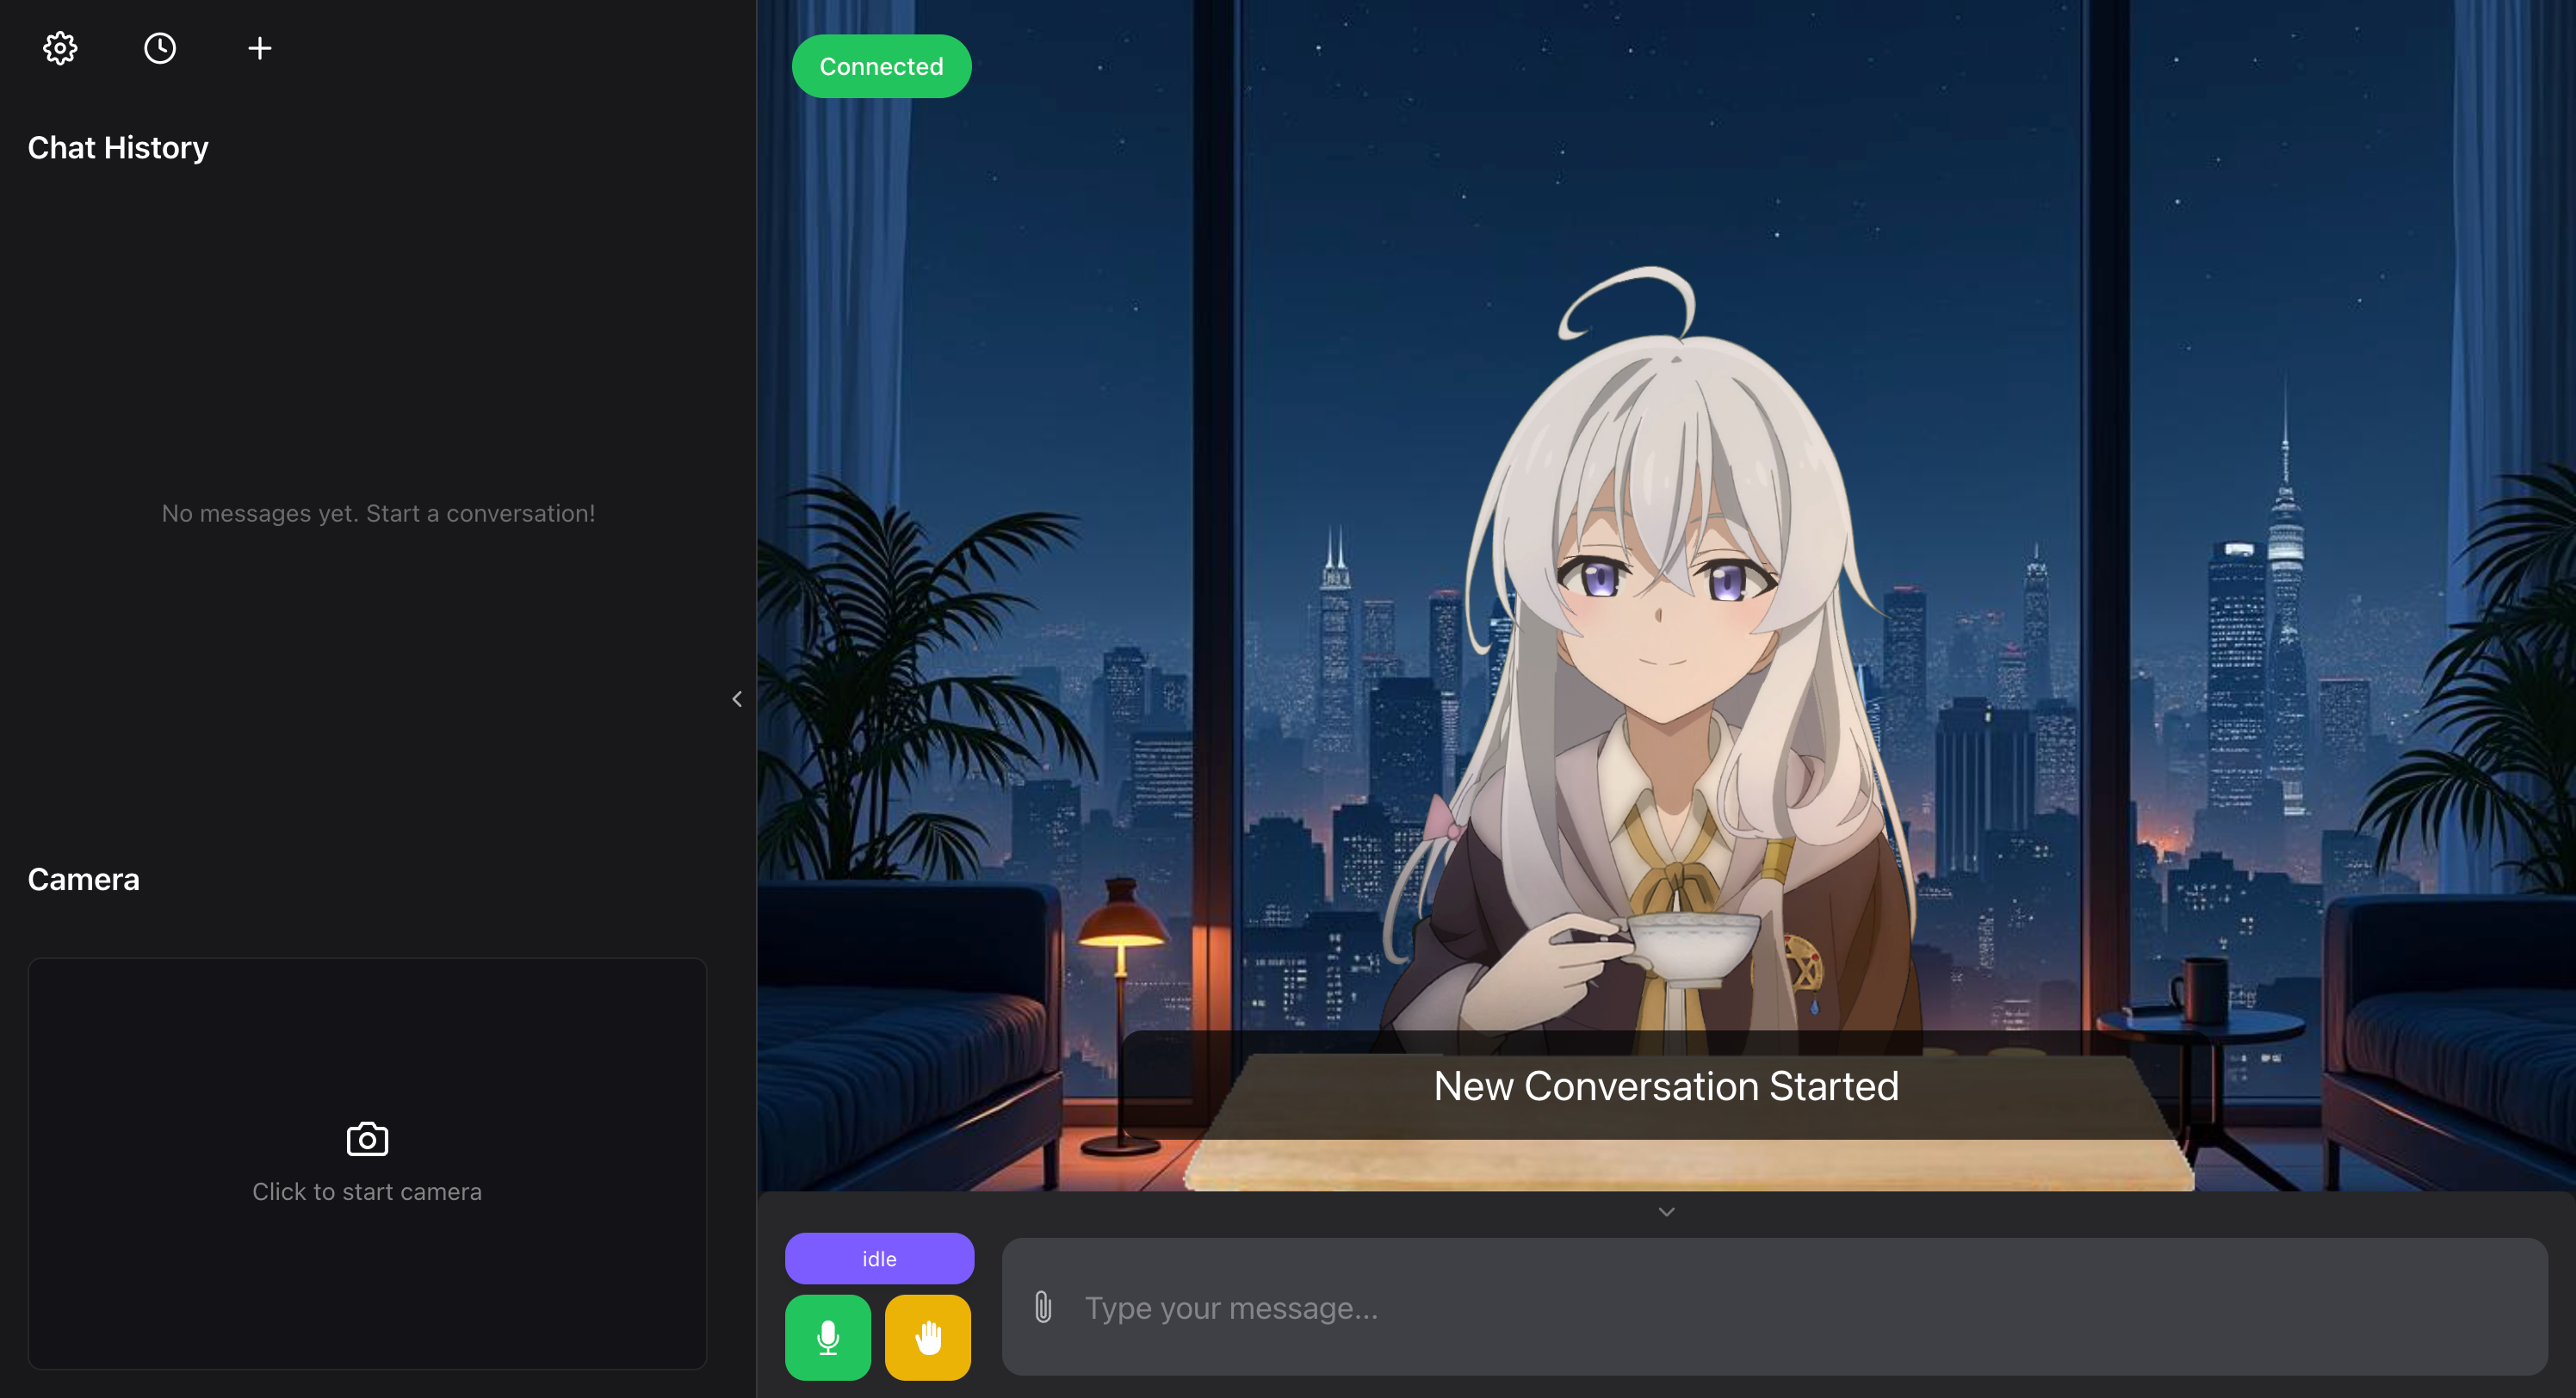 Chat History
No messages yet. Start a conversation!
Camera
Click to start camera
Connected
New Conversation Started
idle
Type your message...